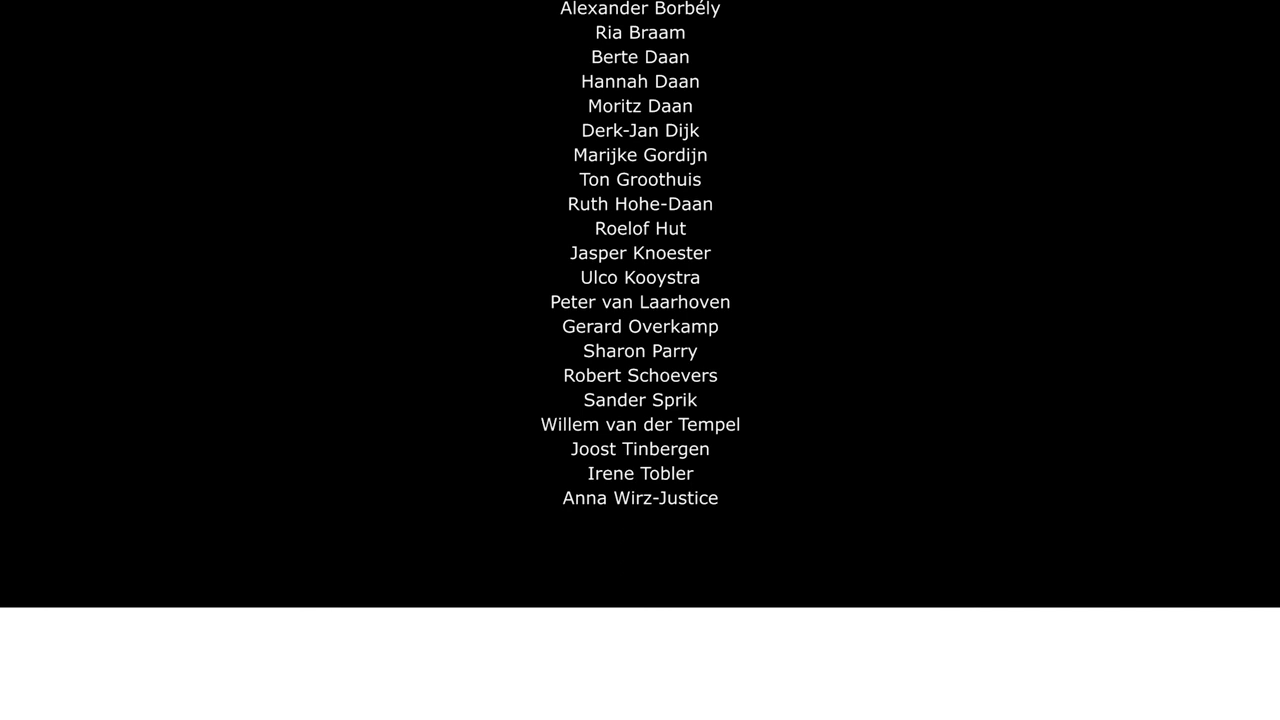 Alexander Borbély
Ria Braam
Berte Daan
Hannah Daan
Moritz Daan
Derk-Jan Dijk
Marijke Gordijn
Ton Groothuis
Ruth Hohe-Daan
Roelof Hut
Jasper Knoester
Ulco Kooystra
Peter van Laarhoven
Gerard Overkamp
Sharon Parry
Robert Schoevers
Sander Sprik
Willem van der Tempel
Joost Tinbergen
Irene Tobler
Anna Wirz-Justice